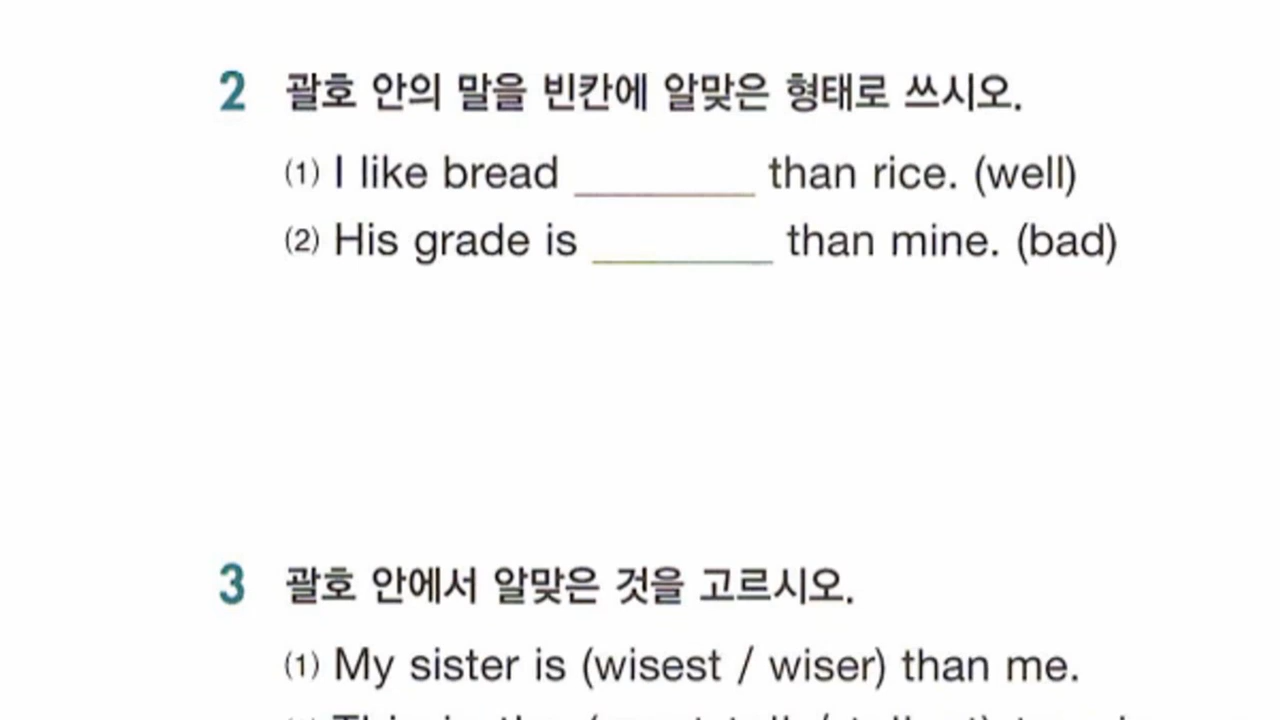 2 괄호 안의 말을 빈칸에 알맞은 형태로 쓰시오.
(1) I like bread ________ than rice. (well)
(2) His grade is ________ than mine. (bad)
3 괄호 안에서 알맞은 것을 고르시오.
(1) My sister is (wisest / wiser) than me.